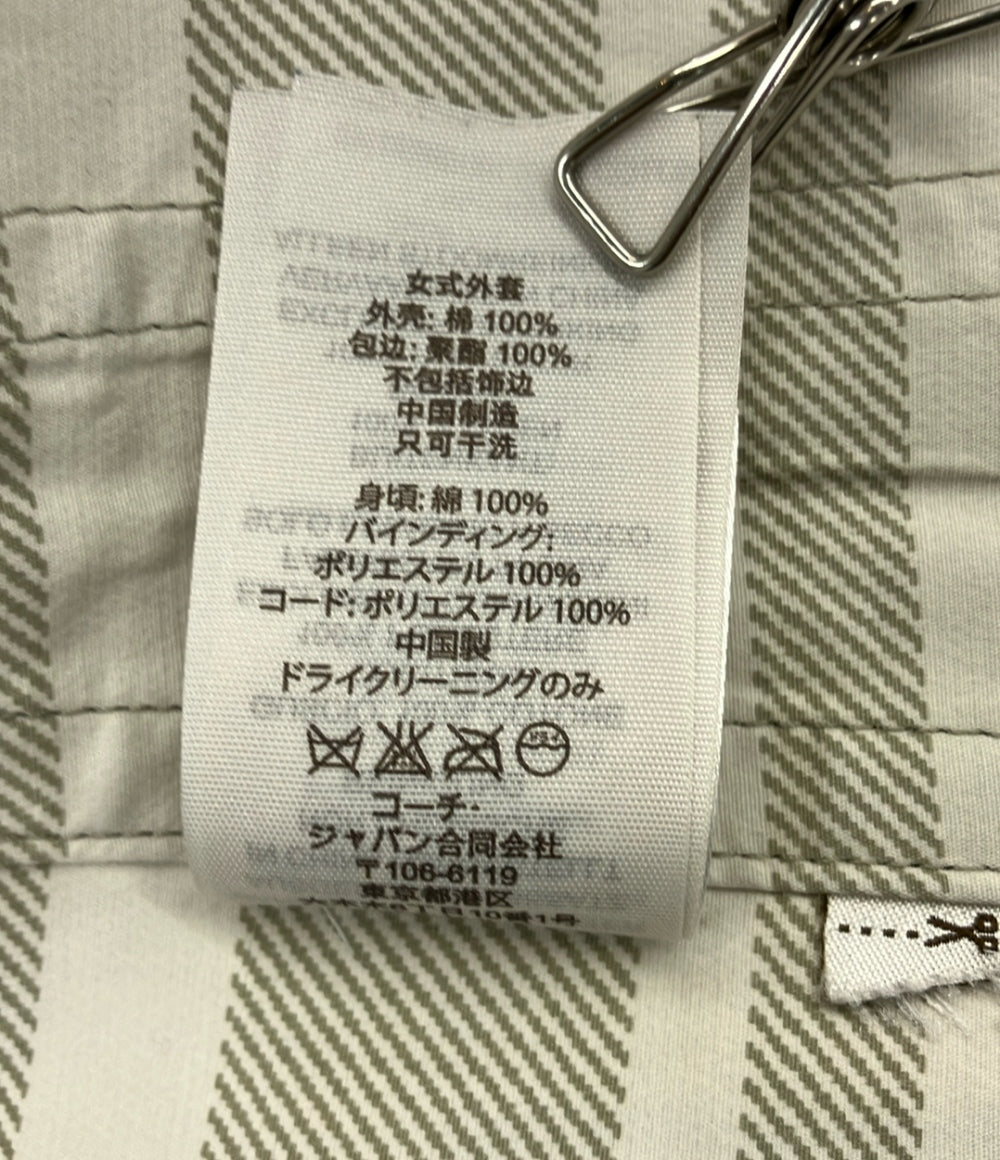 女式外套
外壳: 棉 100%
包边: 聚酯 100%
不包括饰边
中国制造
只可干洗
身頃: 綿 100%
バインディング:
ポリエステル 100%
コード: ポリエステル 100%
中国製
ドライクリーニングのみ
コーチ·
ジャパン合同会社
〒106-6119
東京都港区